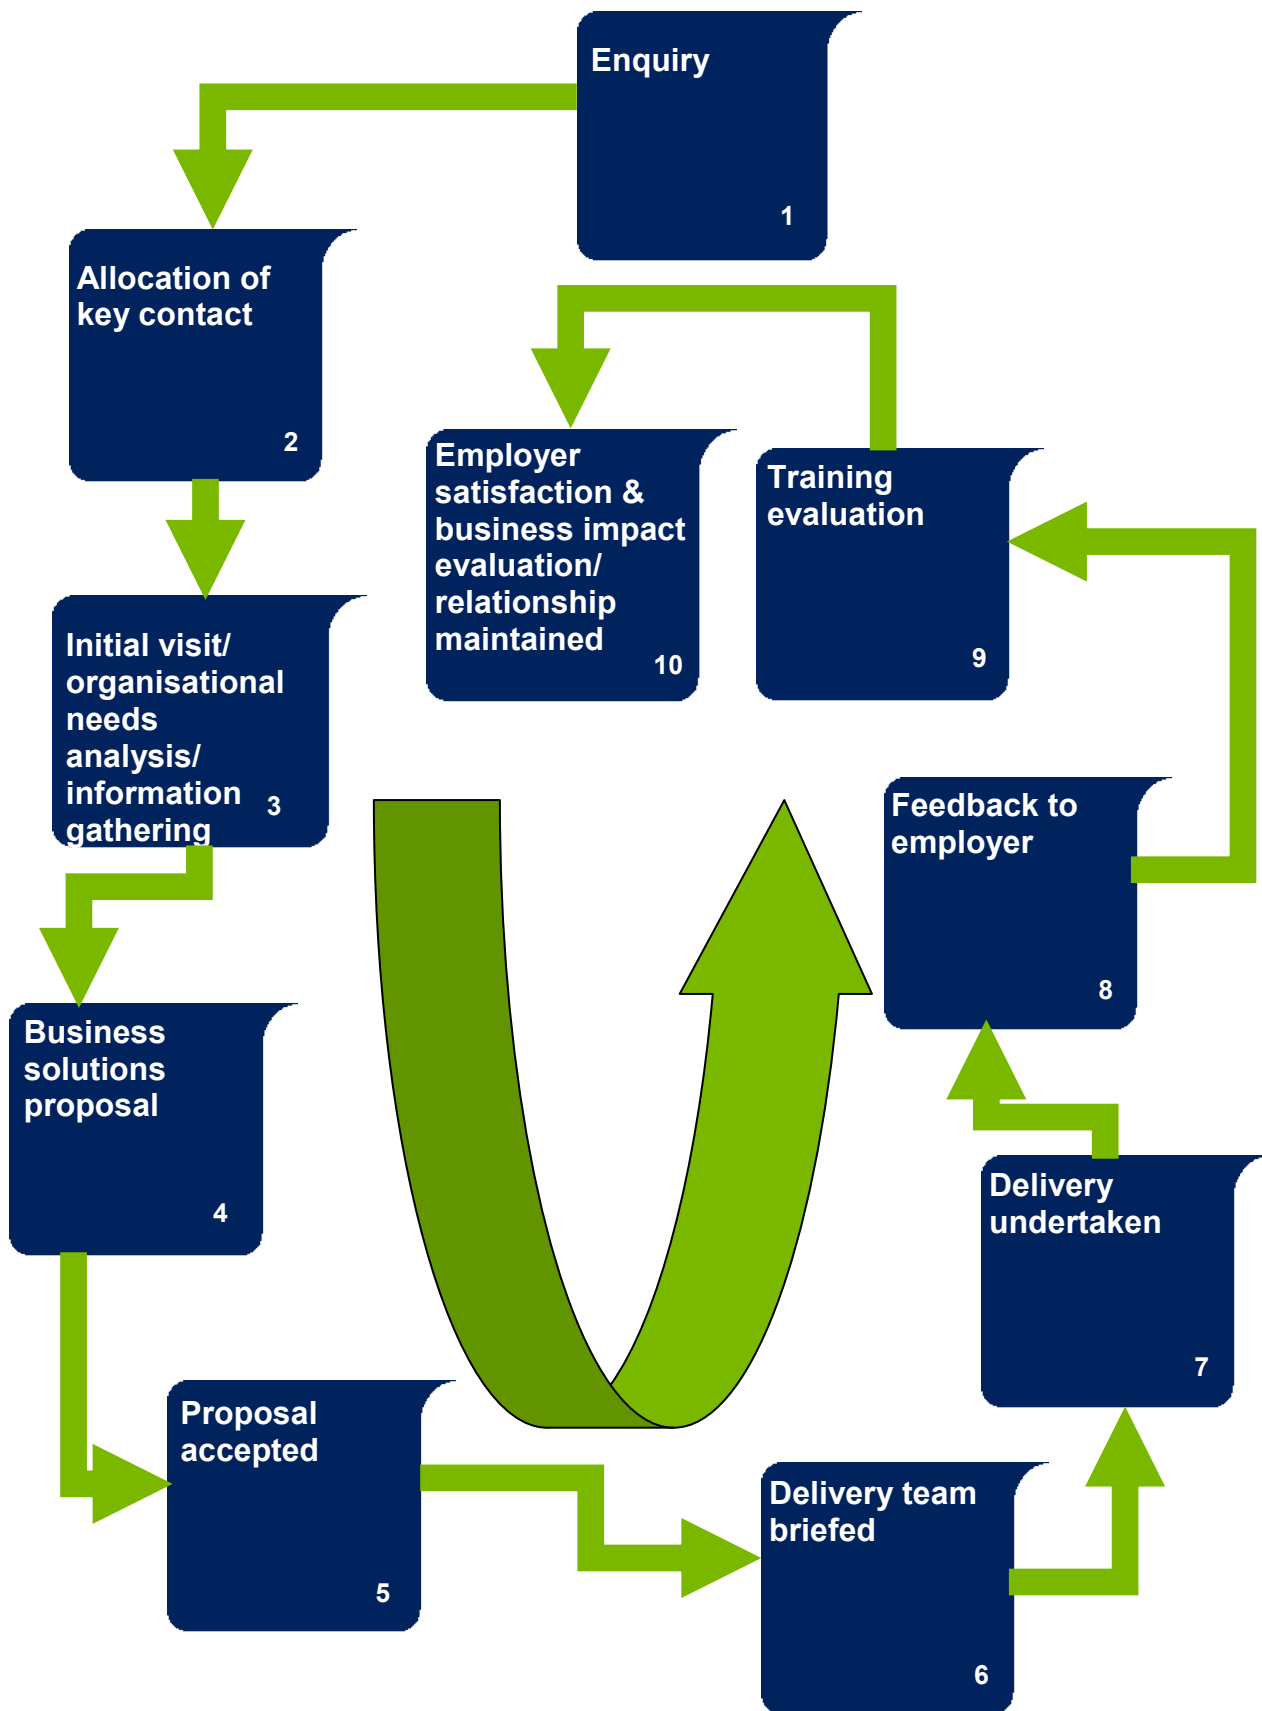 Enquiry
1
Allocation of
key contact
2
Initial visit/
organisational
needs
analysis/
information
gathering
3
Business
solutions
proposal
4
Proposal
accepted
5
Delivery team
briefed
6
Delivery
undertaken
7
Feedback to
employer
8
Training
evaluation
9
Employer
satisfaction &
business impact
evaluation/
relationship
maintained
10